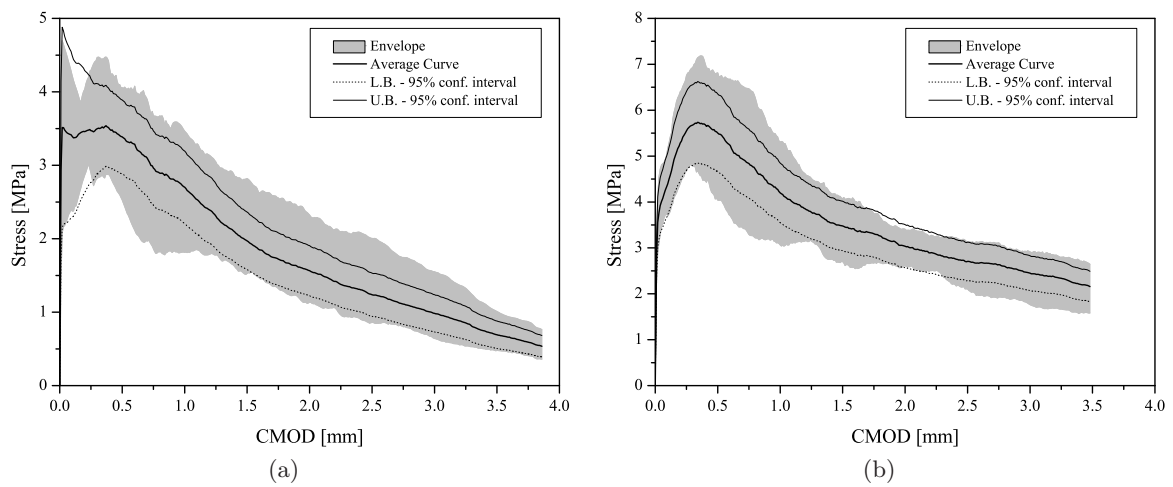 5
4
3
2
1
0
Stress [MPa]
Envelope
Average Curve
L.B. - 95% conf. interval
U.B. - 95% conf. interval
0.0 0.5 1.0 1.5 2.0 2.5 3.0 3.5 4.0
CMOD [mm]
(a)
8
7
6
5
4
3
2
1
0
Stress [MPa]
Envelope
Average Curve
L.B. - 95% conf. interval
U.B. - 95% conf. interval
0.0 0.5 1.0 1.5 2.0 2.5 3.0 3.5 4.0
CMOD [mm]
(b)